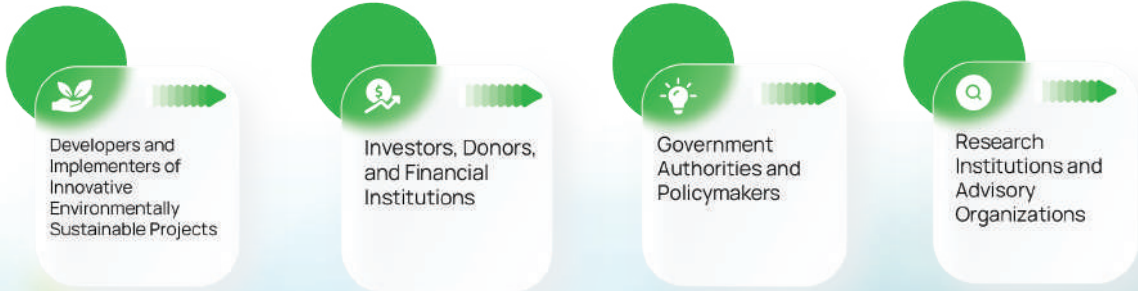 Developers and
Implementers of
Innovative
Environmentally
Sustainable Projects
Investors, Donors,
and Financial
Institutions
Government
Authorities and
Policymakers
Research
Institutions and
Advisory
Organizations